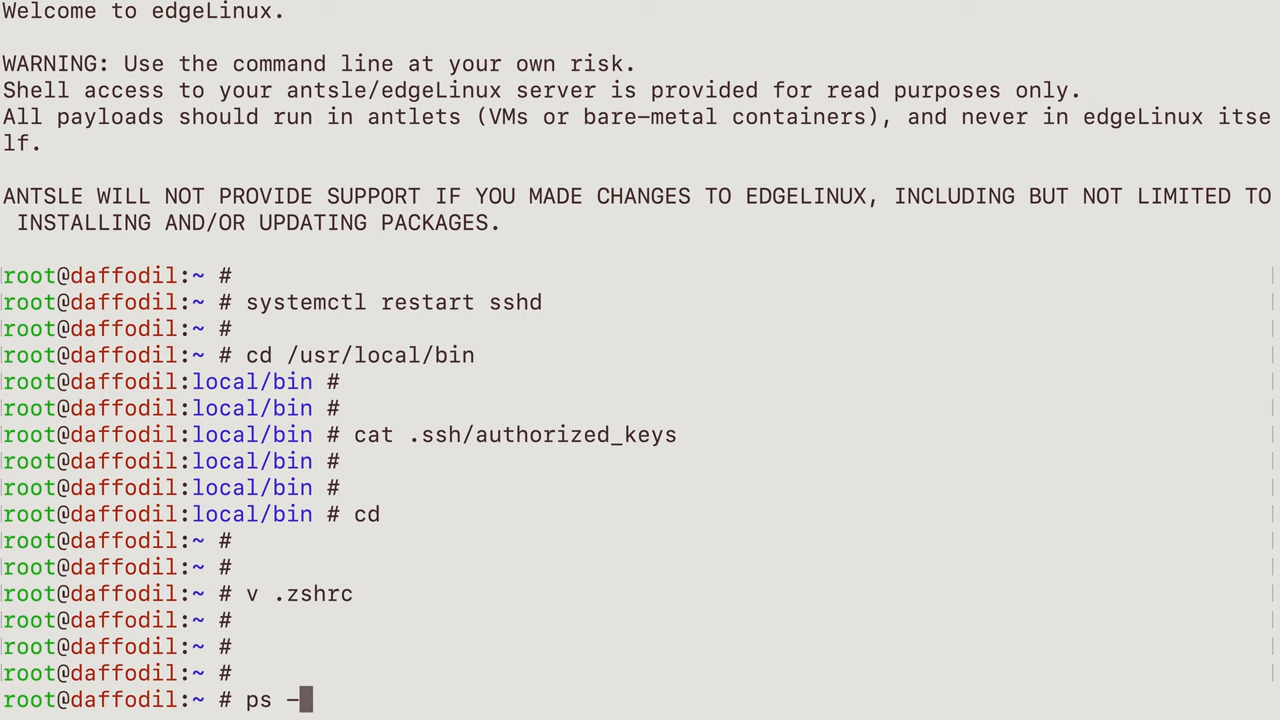 Welcome to edgeLinux.
WARNING: Use the command line at your own risk.
Shell access to your antsle/edgeLinux server is provided for read purposes only.
All payloads should run in antlets (VMs or bare-metal containers), and never in edgeLinux itse
lf.
ANTSLE WILL NOT PROVIDE SUPPORT IF YOU MADE CHANGES TO EDGELINUX, INCLUDING BUT NOT LIMITED TO
 INSTALLING AND/OR UPDATING PACKAGES.
root@daffodil:~ #
root@daffodil:~ # systemctl restart sshd
root@daffodil:~ #
root@daffodil:~ # cd /usr/local/bin
root@daffodil:local/bin #
root@daffodil:local/bin #
root@daffodil:local/bin # cat .ssh/authorized_keys
root@daffodil:local/bin #
root@daffodil:local/bin #
root@daffodil:local/bin # cd
root@daffodil:~ #
root@daffodil:~ #
root@daffodil:~ # v .zshrc
root@daffodil:~ #
root@daffodil:~ #
root@daffodil:~ #
root@daffodil:~ # ps -